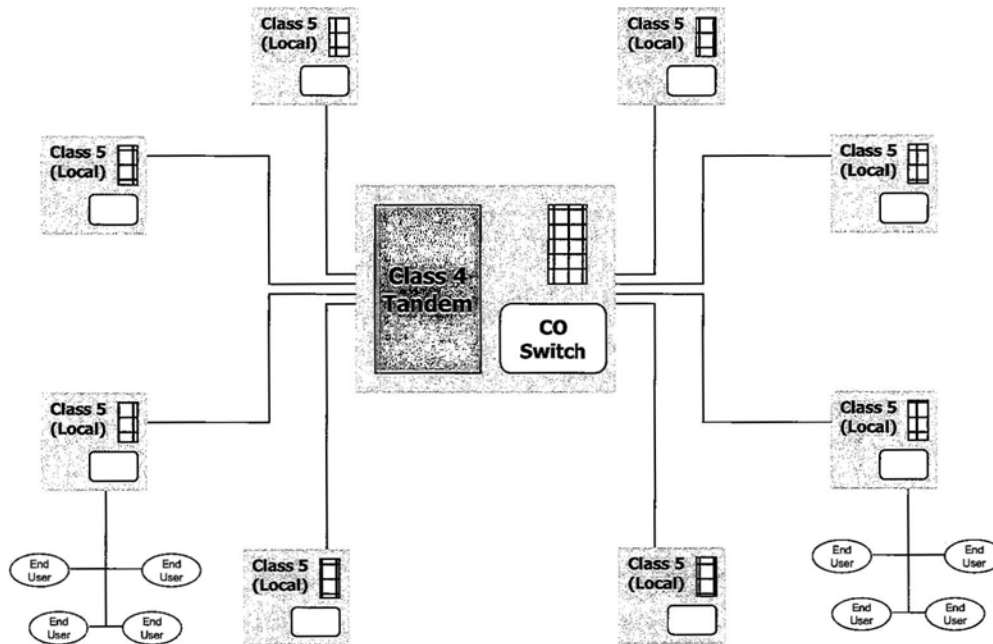 Class 5
(Local)
Class 5
(Local)
Class 5
(Local)
Class 5
(Local)
Class 4
Tandem
CO
Switch
Class 5
(Local)
Class 5
(Local)
End
User
End
User
End
User
End
User
End
User
End
User
End
User
End
User
Class 5
(Local)
Class 5
(Local)